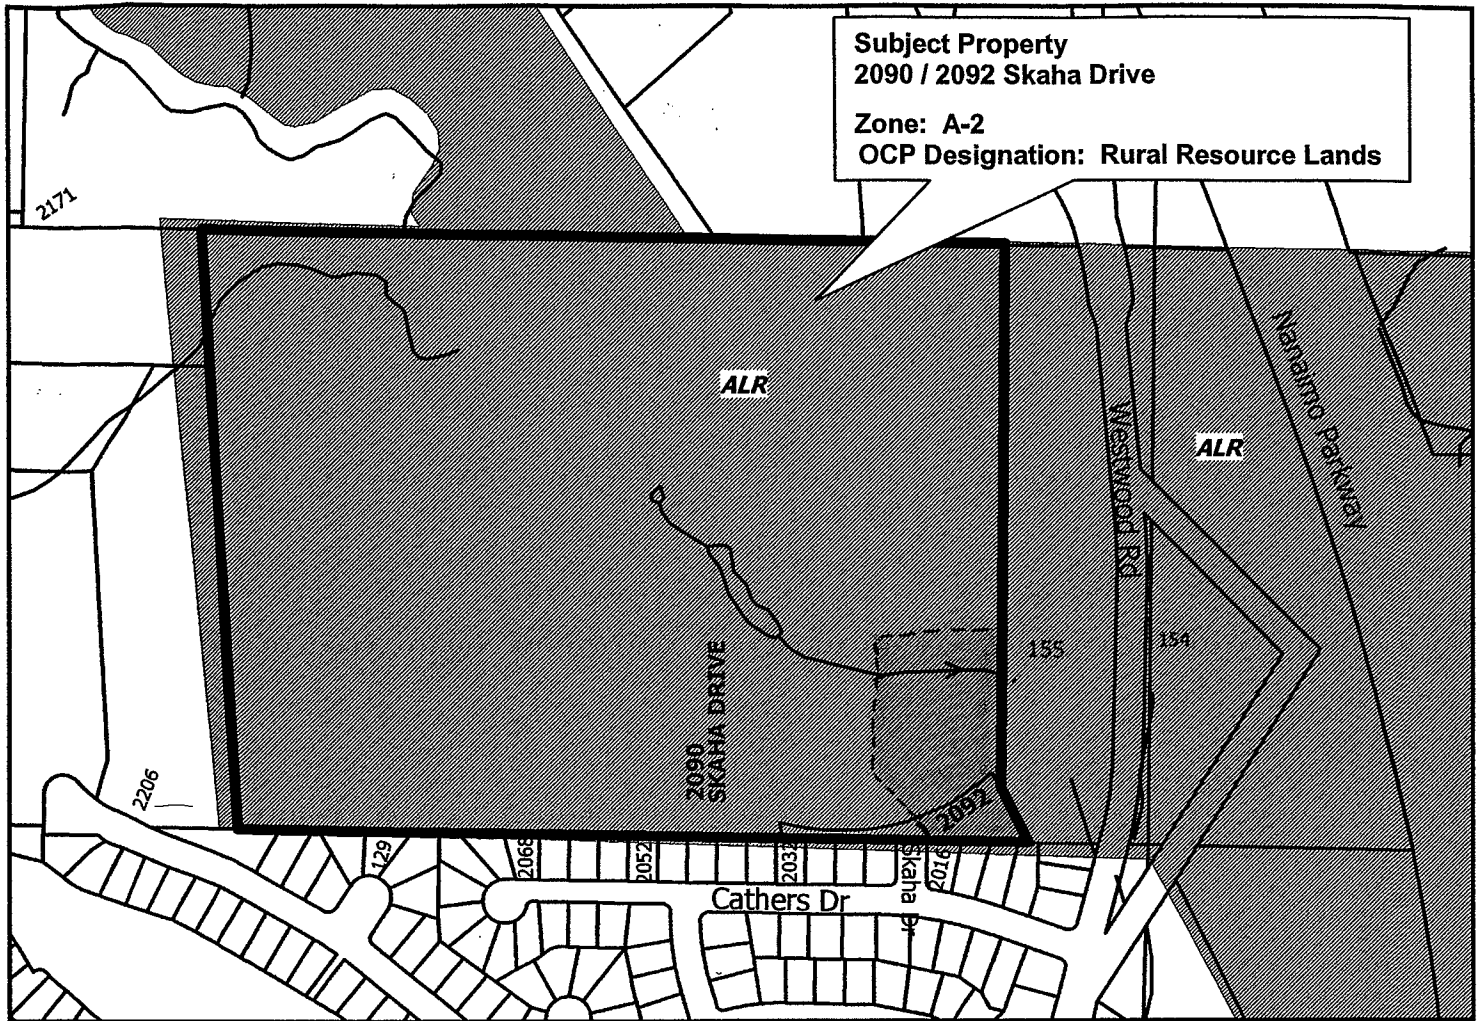 Subject Property
2090 / 2092 Skaha Drive
Zone: A-2
OCP Designation: Rural Resource Lands
2171
ALR
ALR
Nanaimo Parkway
Westwood Rd
155
154
2090
SKAHA DRIVE
2092
2206
129
2068
2052
2032
Skaha Dr
2016
Cathers Dr